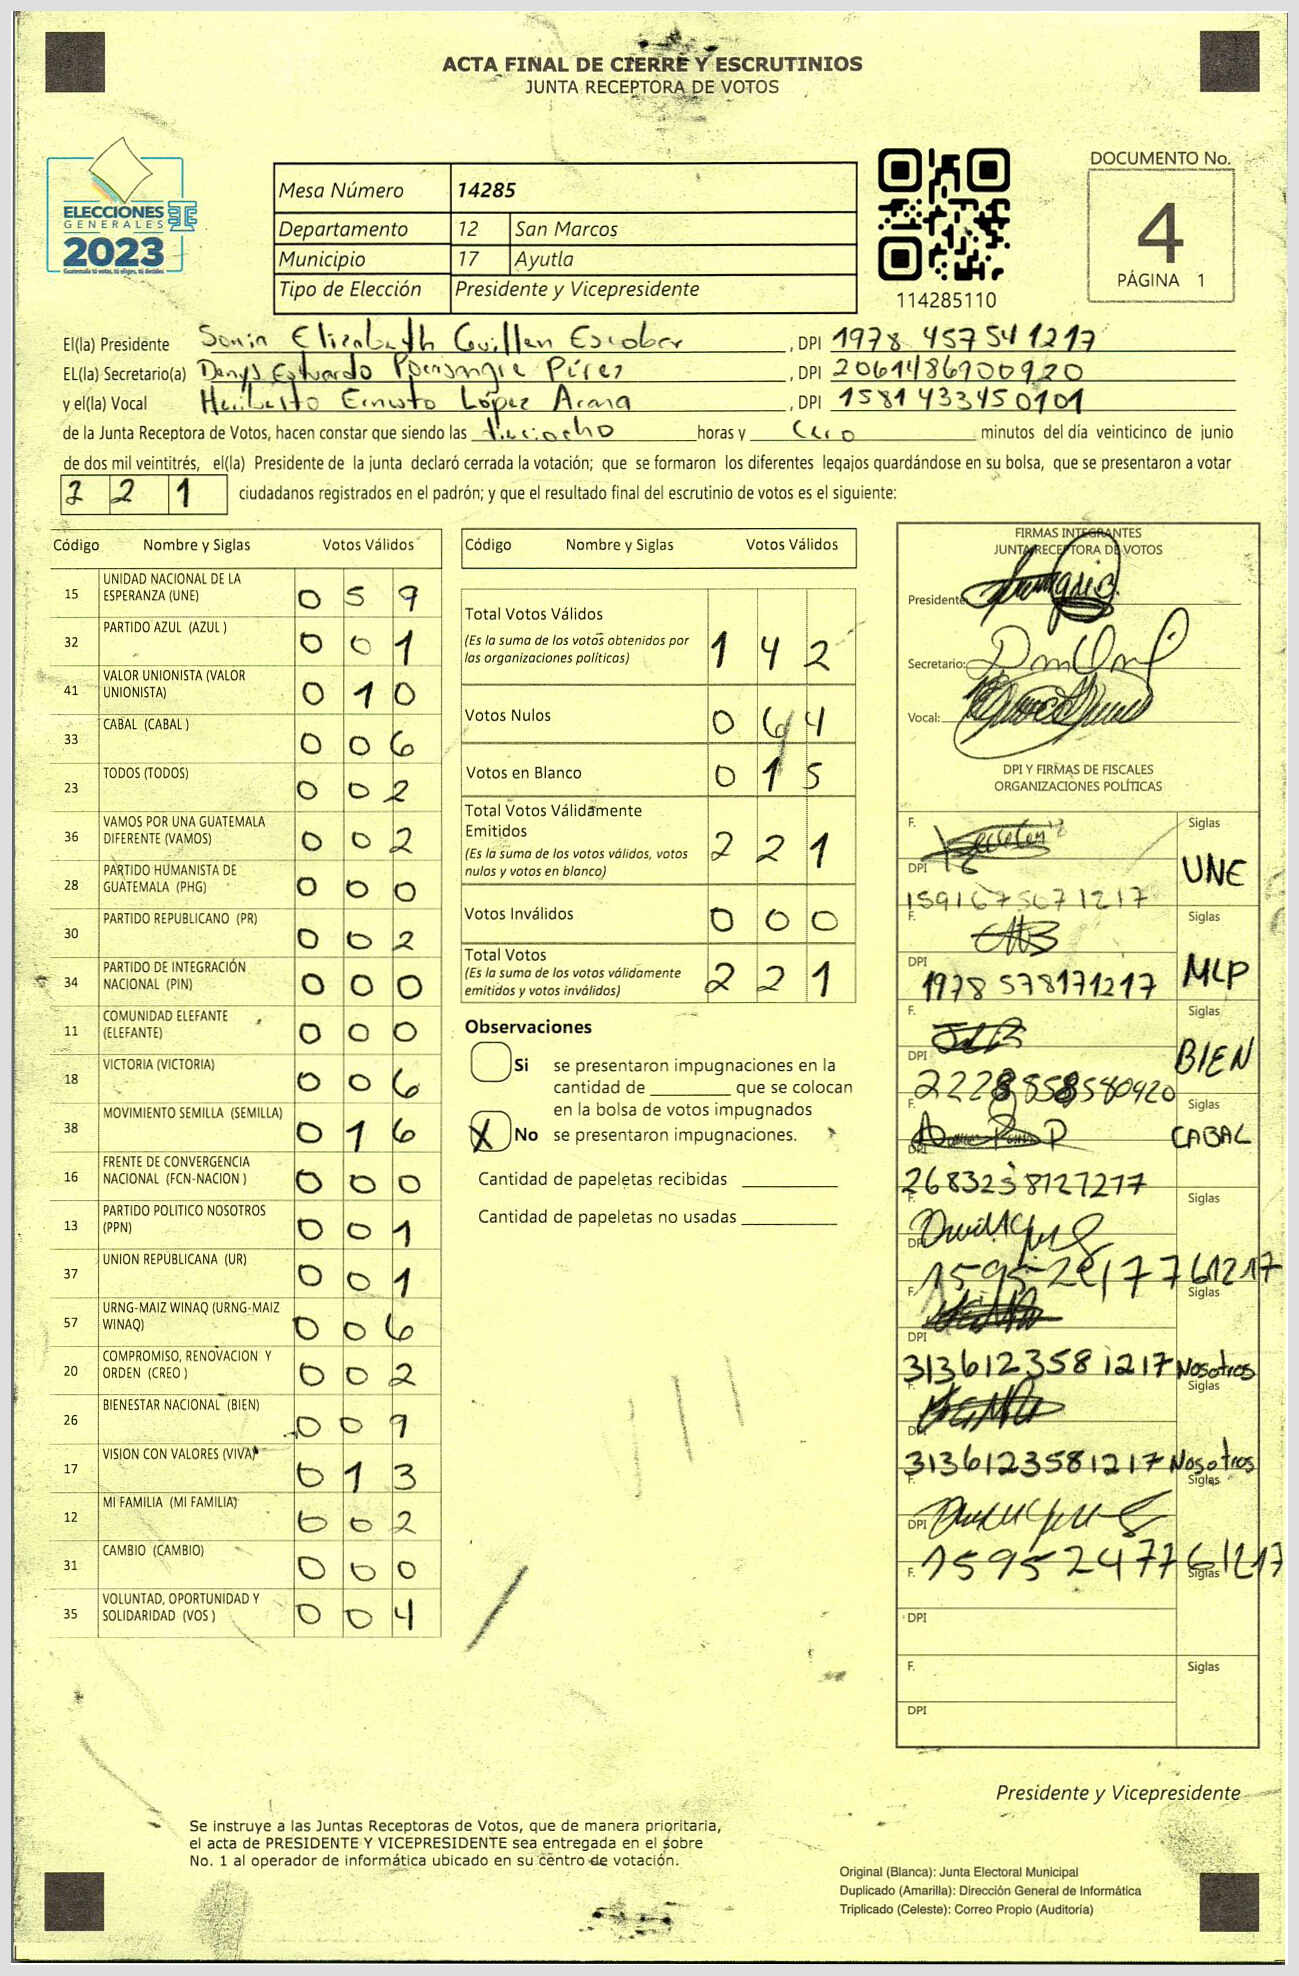 ACTA FINAL DE CIERRE Y ESCRUTINIOS
JUNTA RECEPTORA DE VOTOS
ELECCIONES
GENERALES
2023
Guatemala tú votas, tú eliges, tú decides
Mesa Número 14285
Departamento 12 San Marcos
Municipio 17 Ayutla
Tipo de Elección Presidente y Vicepresidente
114285110
DOCUMENTO No.
4
PÁGINA 1
El(la) Presidente Sonia Elizabeth Guillen Escobar , DPI 1978 45754 1217
EL(la) Secretario(a) Denys Estuardo Pérez , DPI 2061486900920
y el(la) Vocal Heriberto Ernesto López Arana , DPI 1581433450101
de la Junta Receptora de Votos, hacen constar que siendo las dieciocho horas y cero minutos del día veinticinco de junio
de dos mil veintitrés, el(la) Presidente de la junta declaró cerrada la votación; que se formaron los diferentes legajos guardándose en su bolsa, que se presentaron a votar
2 2 1 ciudadanos registrados en el padrón; y que el resultado final del escrutinio de votos es el siguiente:
Código Nombre y Siglas Votos Válidos
15 UNIDAD NACIONAL DE LA ESPERANZA (UNE) 0 5 9
32 PARTIDO AZUL (AZUL ) 0 0 1
41 VALOR UNIONISTA (VALOR UNIONISTA) 0 1 0
33 CABAL (CABAL ) 0 0 6
23 TODOS (TODOS) 0 0 2
36 VAMOS POR UNA GUATEMALA DIFERENTE (VAMOS) 0 0 2
28 PARTIDO HUMANISTA DE GUATEMALA (PHG) 0 0 0
30 PARTIDO REPUBLICANO (PR) 0 0 2
34 PARTIDO DE INTEGRACIÓN NACIONAL (PIN) 0 0 0
11 COMUNIDAD ELEFANTE (ELEFANTE) 0 0 0
18 VICTORIA (VICTORIA) 0 0 6
38 MOVIMIENTO SEMILLA (SEMILLA) 0 1 6
16 FRENTE DE CONVERGENCIA NACIONAL (FCN-NACION ) 0 0 0
13 PARTIDO POLITICO NOSOTROS (PPN) 0 0 1
37 UNION REPUBLICANA (UR) 0 0 1
57 URNG-MAIZ WINAQ (URNG-MAIZ WINAQ) 0 0 6
20 COMPROMISO, RENOVACION Y ORDEN (CREO ) 0 0 2
26 BIENESTAR NACIONAL (BIEN) 0 0 9
17 VISION CON VALORES (VIVA) 0 1 3
12 MI FAMILIA (MI FAMILIA) 0 0 2
31 CAMBIO (CAMBIO) 0 0 0
35 VOLUNTAD, OPORTUNIDAD Y SOLIDARIDAD (VOS ) 0 0 4
Código Nombre y Siglas Votos Válidos
Total Votos Válidos 1 4 2
(Es la suma de los votos obtenidos por
las organizaciones políticas)
Votos Nulos 0 6 4
Votos en Blanco 0 1 5
Total Votos Válidamente
Emitidos 2 2 1
(Es la suma de los votos válidos, votos
nulos y votos en blanco)
Votos Inválidos 0 0 0
Total Votos 2 2 1
(Es la suma de los votos válidamente
emitidos y votos inválidos)
Observaciones
Si se presentaron impugnaciones en la
cantidad de ________ que se colocan
en la bolsa de votos impugnados
X No se presentaron impugnaciones.
Cantidad de papeletas recibidas
Cantidad de papeletas no usadas
FIRMAS INTEGRANTES
JUNTA RECEPTORA DE VOTOS
Presidente:
Secretario:
Vocal:
DPI Y FIRMAS DE FISCALES
ORGANIZACIONES POLÍTICAS
F. Siglas
DPI UNE
1591675071217
F. Siglas
DPI MLP
1978 578171217
F. Siglas
DPI BIEN
2228858580920
F. Siglas
DPI CABAL
F. Siglas
DPI
F. Siglas
DPI
3136123581217 Nosotros
F. Siglas
DPI
3136123581217 Nosotros
F. Siglas
DPI
1595247761217
F. Siglas
DPI
F. Siglas
DPI
Presidente y Vicepresidente
Se instruye a las Juntas Receptoras de Votos, que de manera prioritaria,
el acta de PRESIDENTE Y VICEPRESIDENTE sea entregada en el sobre
No. 1 al operador de informática ubicado en su centro de votación.
Original (Blanca): Junta Electoral Municipal
Duplicado (Amarilla): Dirección General de Informática
Triplicado (Celeste): Correo Propio (Auditoría)